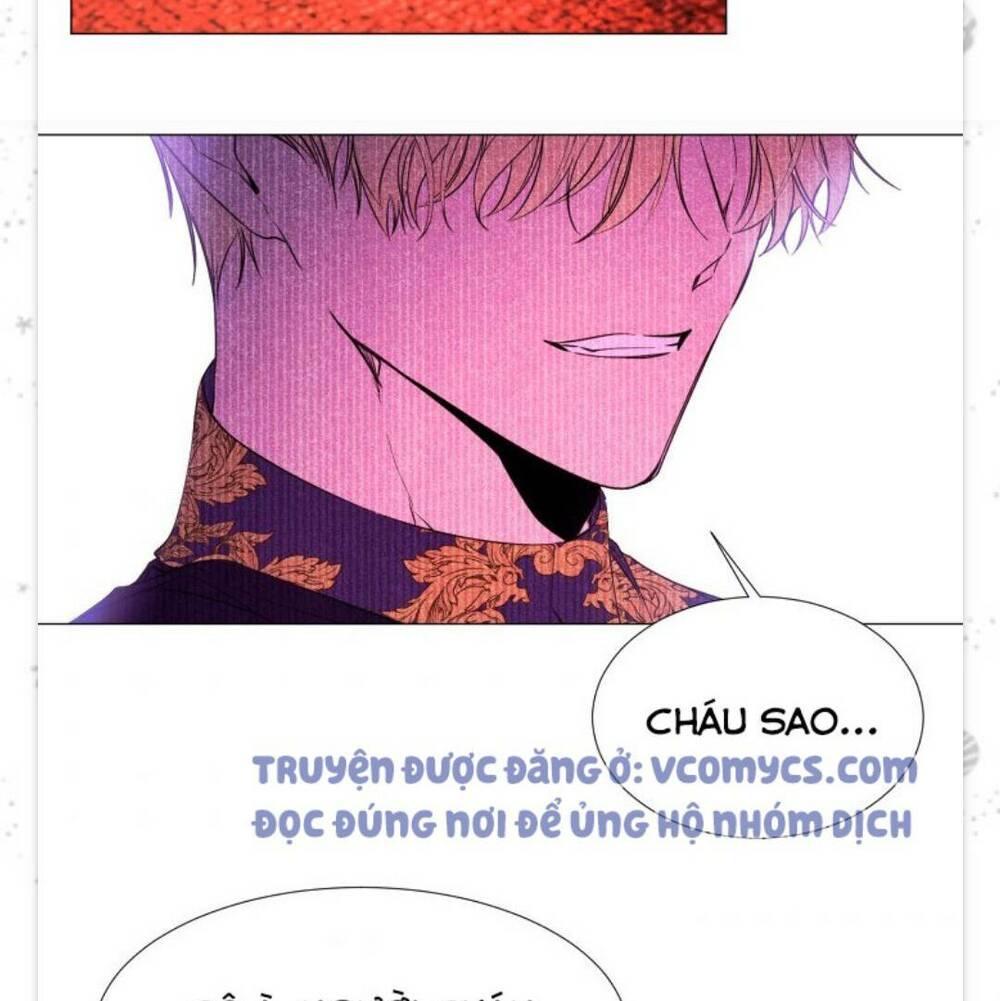 CHÁU SAO...
TRUYỆN ĐƯỢC ĐĂNG Ở: VCOMYCS.COM
ĐỌC ĐÚNG NƠI ĐỂ ỦNG HỘ NHÓM DỊCH